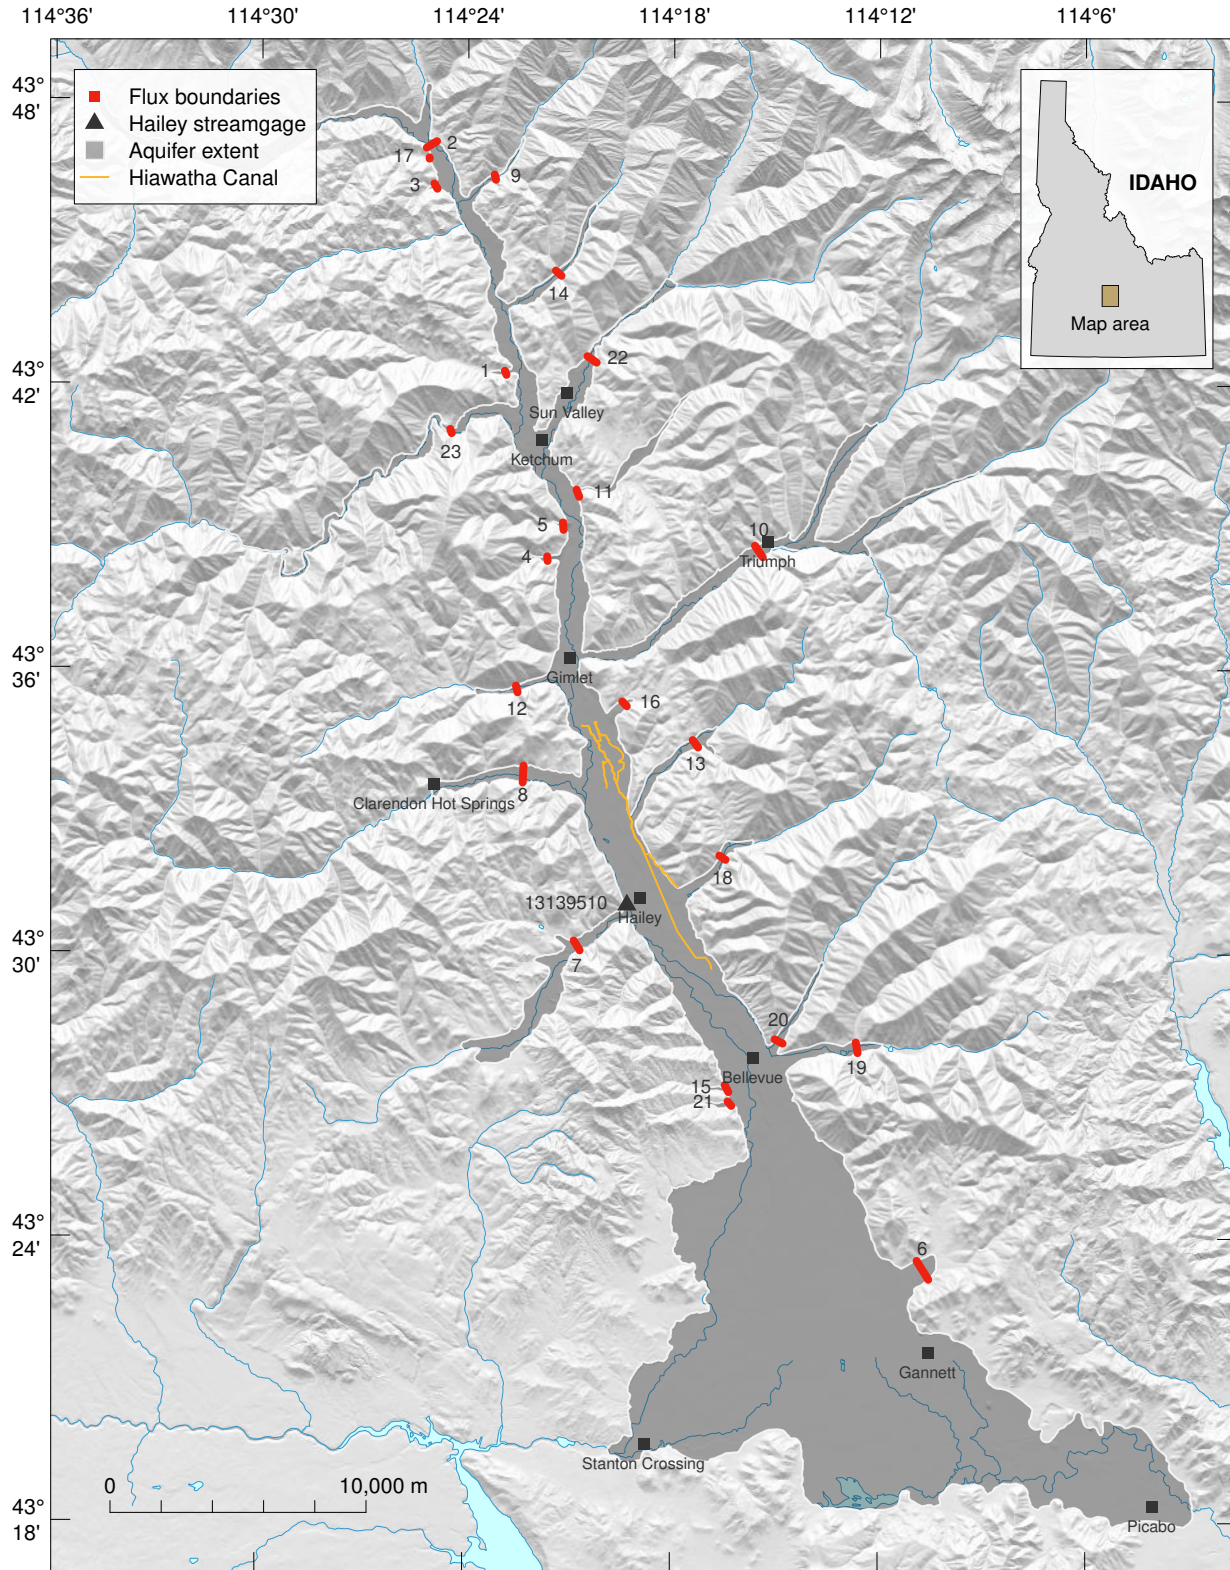 114°36'
114°30'
114°24'
114°18'
114°12'
114°6'
43°
48'
Flux boundaries
Hailey streamgage
Aquifer extent
Hiawatha Canal
IDAHO
Map area
2
17
3
9
14
22
43°
42'
1
Sun Valley
23
Ketchum
11
5
10
4
Triumph
43°
36'
Gimlet
12
16
13
Clarendon Hot Springs
8
18
13139510
Hailey
43°
30'
7
20
19
Bellevue
15
21
43°
24'
6
Gannett
Stanton Crossing
0
10,000 m
43°
18'
Picabo